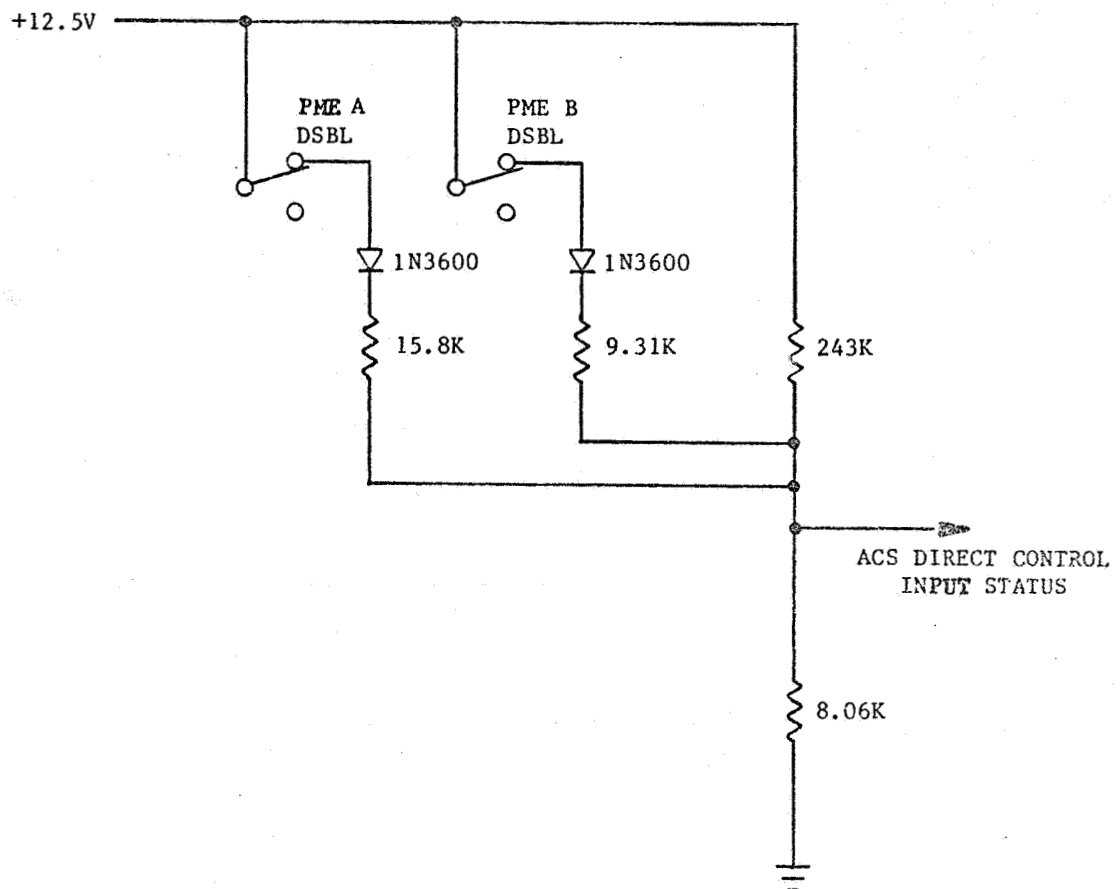 +12.5V
PME A
DSBL
PME B
DSBL
1N3600
1N3600
15.8K
9.31K
243K
ACS DIRECT CONTROL
INPUT STATUS
8.06K